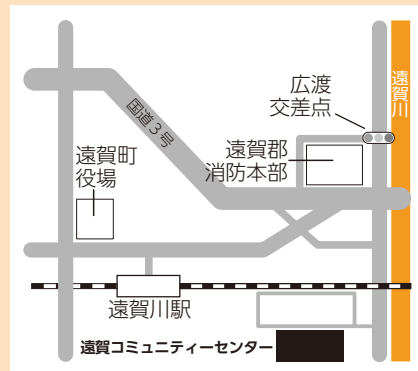 広渡
交差点
遠賀川
国道3号
遠賀町
役場
遠賀郡
消防本部
遠賀川駅
遠賀コミュニティーセンター